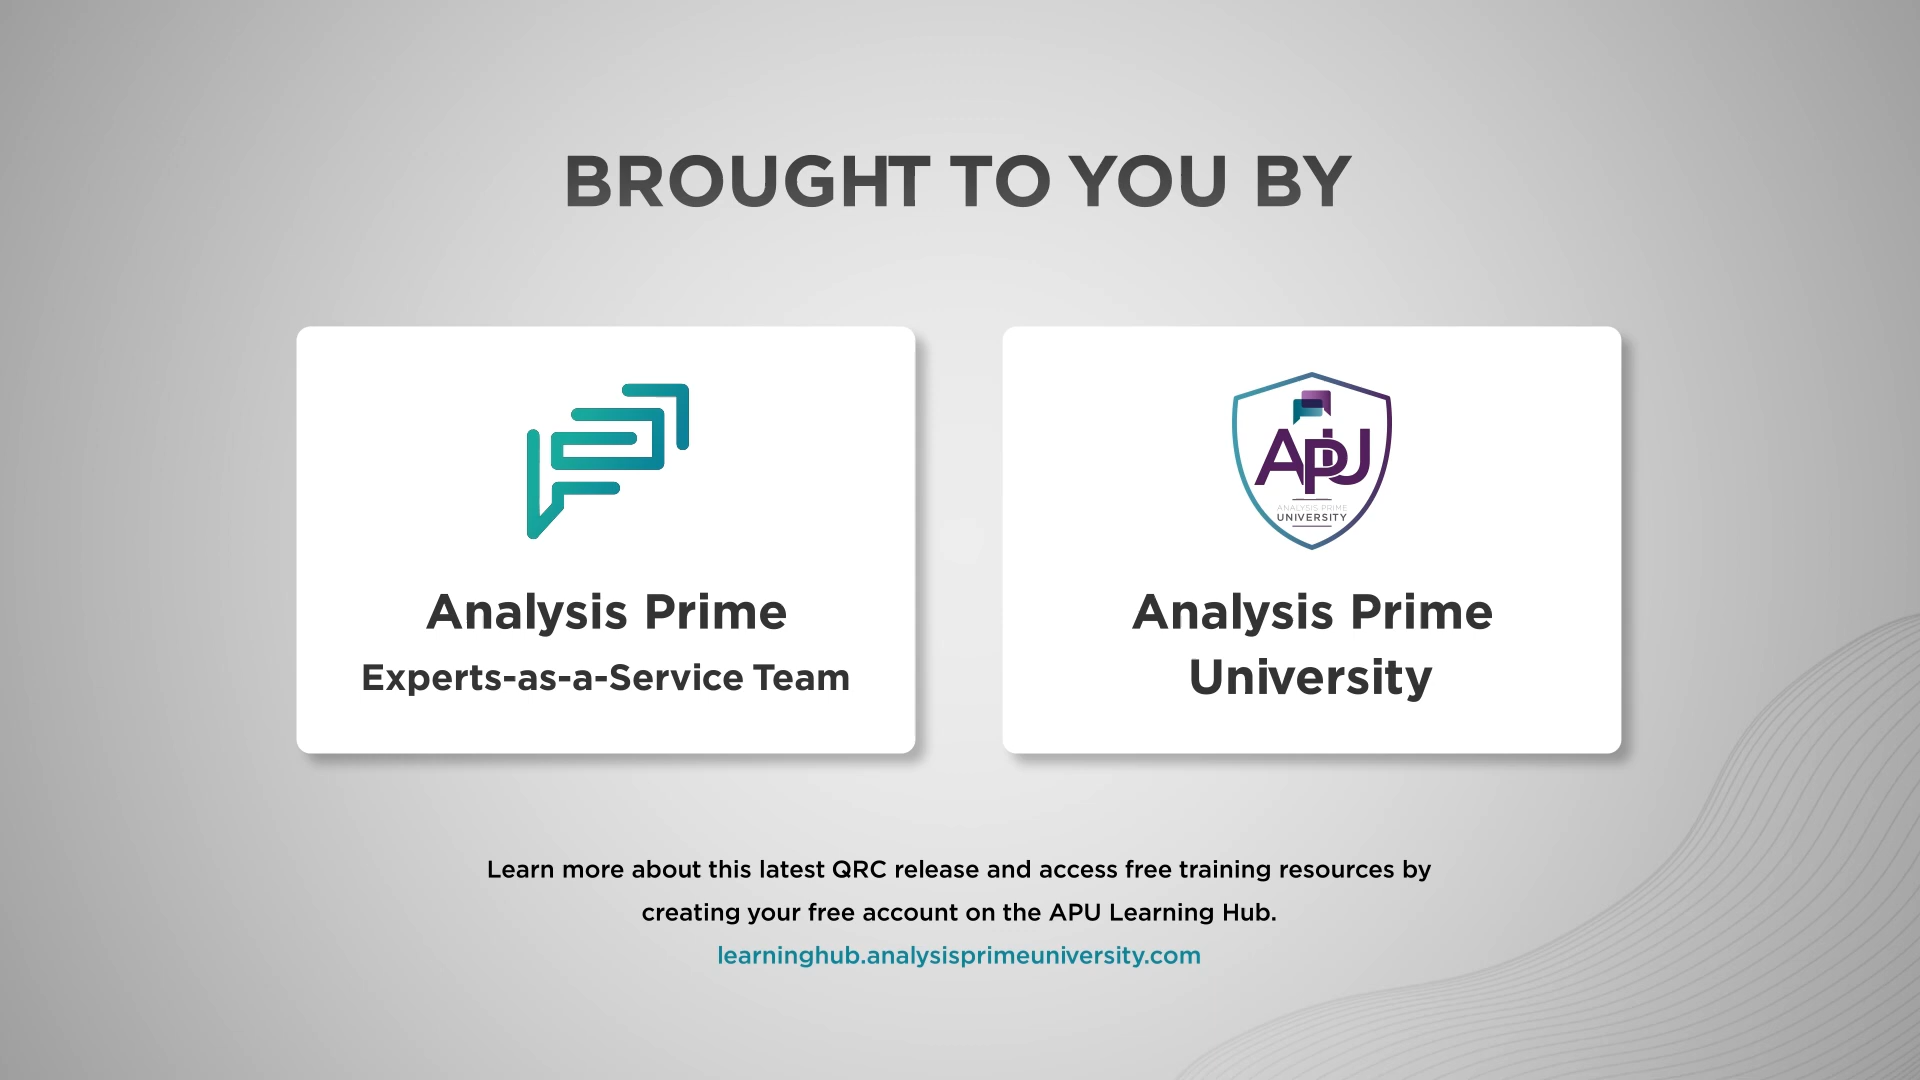 BROUGHT TO YOU BY
APU
ANALYSIS PRIME
UNIVERSITY
Analysis Prime
Experts-as-a-Service Team
Analysis Prime
University
Learn more about this latest QRC release and access free training resources by
creating your free account on the APU Learning Hub.
learninghub.analysisprimeuniversity.com